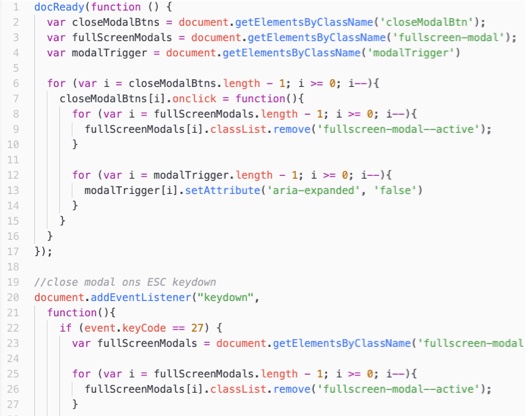 1 docReady(function () {
2 var closeModalBtns = document.getElementsByClassName('closeModalBtn');
3 var fullScreenModals = document.getElementsByClassName('fullscreen-modal');
4 var modalTrigger = document.getElementsByClassName('modalTrigger')
5
6 for (var i = closeModalBtns.length - 1; i >= 0; i--){
7 closeModalBtns[i].onclick = function(){
8 for (var i = fullScreenModals.length - 1; i >= 0; i--){
9 fullScreenModals[i].classList.remove('fullscreen-modal--active');
10 }
11
12 for (var i = modalTrigger.length - 1; i >= 0; i--){
13 modalTrigger[i].setAttribute('aria-expanded', 'false')
14 }
15 }
16 }
17 });
18
19 //close modal ons ESC keydown
20 document.addEventListener("keydown",
21 function(){
22 if (event.keyCode == 27) {
23 var fullScreenModals = document.getElementsByClassName('fullscreen-modal
24
25 for (var i = fullScreenModals.length - 1; i >= 0; i--){
26 fullScreenModals[i].classList.remove('fullscreen-modal--active');
27 }